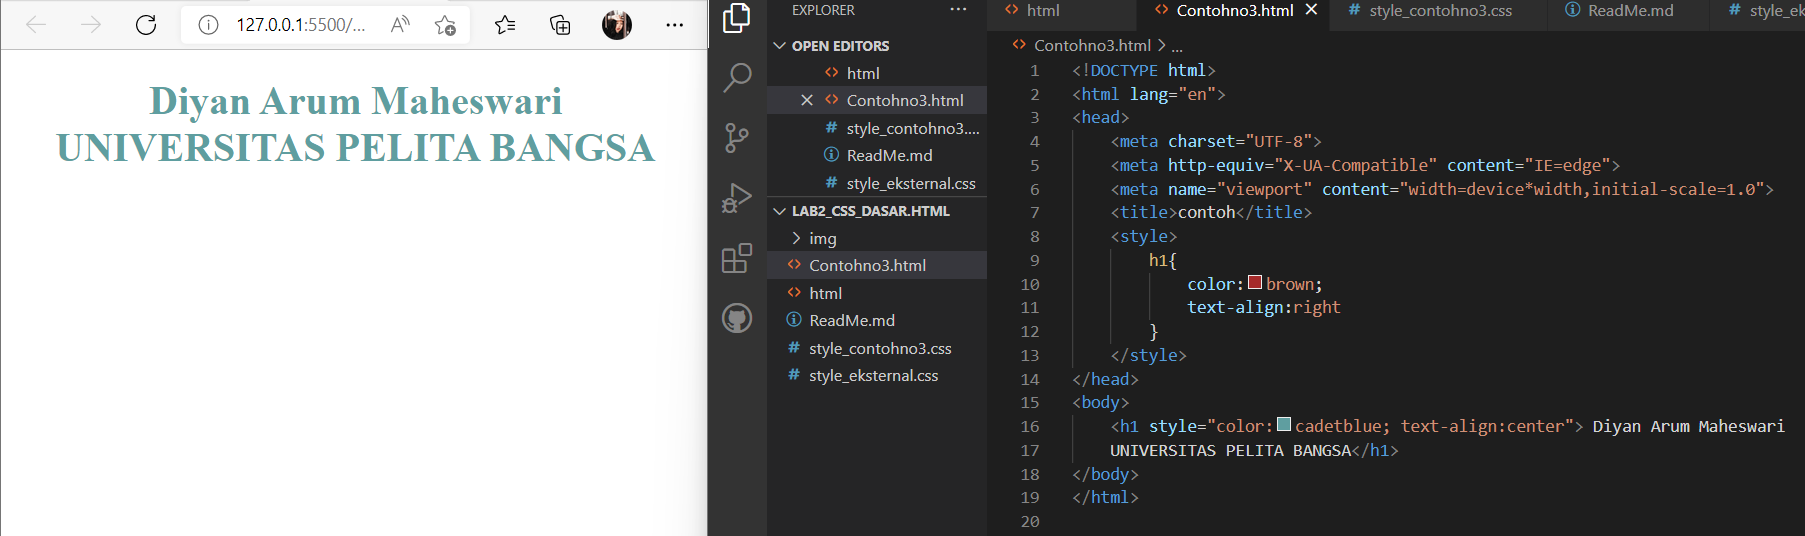 127.0.0.1:5500/...
Diyan Arum Maheswari
UNIVERSITAS PELITA BANGSA
EXPLORER
OPEN EDITORS
html
Contohno3.html
style_contohno3....
ReadMe.md
style_eksternal.css
LAB2_CSS_DASAR.HTML
img
Contohno3.html
html
ReadMe.md
style_contohno3.css
style_eksternal.css
html Contohno3.html style_contohno3.css ReadMe.md style_ek
Contohno3.html > ...
1 <!DOCTYPE html>
2 <html lang="en">
3 <head>
4 <meta charset="UTF-8">
5 <meta http-equiv="X-UA-Compatible" content="IE=edge">
6 <meta name="viewport" content="width=device*width,initial-scale=1.0">
7 <title>contoh</title>
8 <style>
9 h1{
10 color:brown;
11 text-align:right
12 }
13 </style>
14 </head>
15 <body>
16 <h1 style="color:cadetblue; text-align:center"> Diyan Arum Maheswari
17 UNIVERSITAS PELITA BANGSA</h1>
18 </body>
19 </html>
20